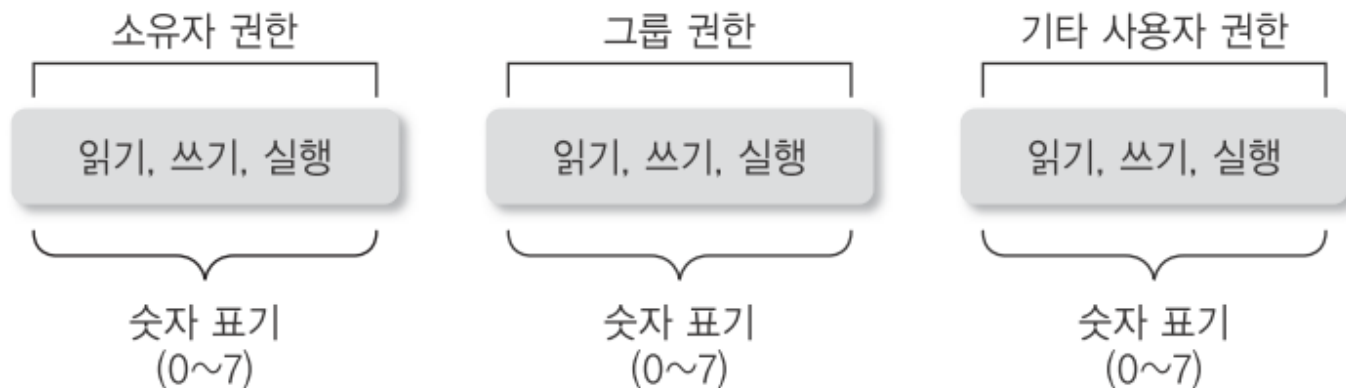 소유자 권한
그룹 권한
기타 사용자 권한
읽기, 쓰기, 실행
읽기, 쓰기, 실행
읽기, 쓰기, 실행
숫자 표기
(0~7)
숫자 표기
(0~7)
숫자 표기
(0~7)